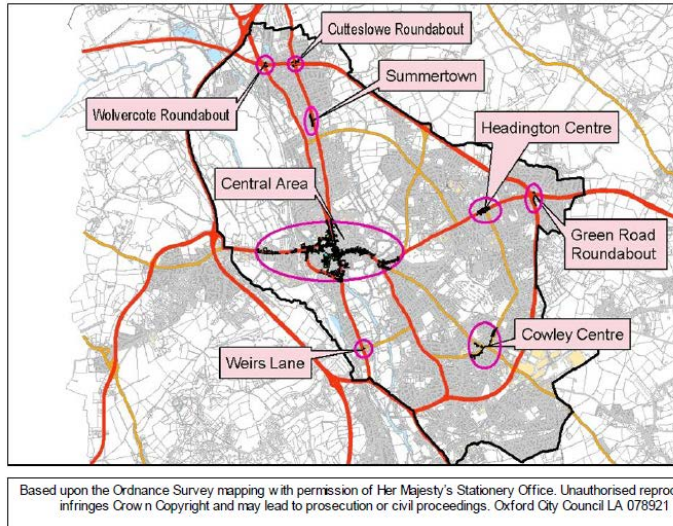 Cutteslowe Roundabout
Summertown
Wolvercote Roundabout
Headington Centre
Central Area
Green Road
Roundabout
Cowley Centre
Weirs Lane
Based upon the Ordnance Survey mapping with permission of Her Majesty's Stationery Office. Unauthorised reproc
infringes Crown Copyright and may lead to prosecution or civil proceedings. Oxford City Council LA 078921